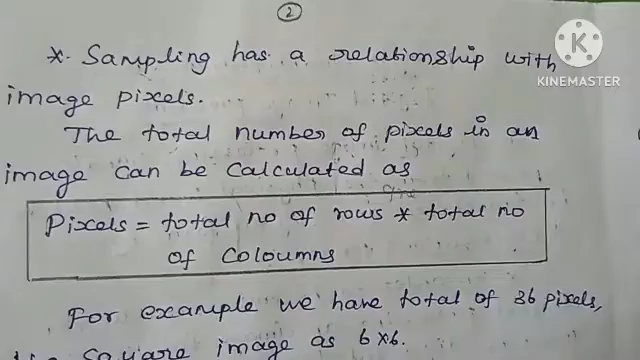 2
* Sampling has a relationship with
image pixels.
The total number of pixels in an
image can be calculated as
Pixels = total no of rows * total no
of coloumns
For example we have total of 36 pixels,
square image as 6x6.
K
KINEMASTER